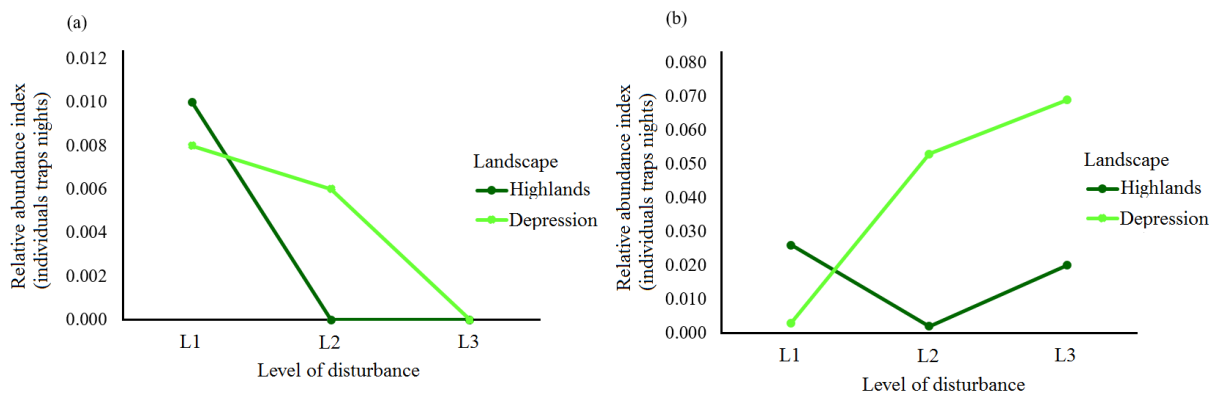 (a)
Relative abundance index
(individuals traps nights)
0.012
0.010
0.008
0.006
0.004
0.002
0.000
L1
L2
L3
Level of disturbance
Landscape
Highlands
Depression
(b)
Relative abundance index
(individuals traps nights)
0.080
0.070
0.060
0.050
0.040
0.030
0.020
0.010
0.000
L1
L2
L3
Level of disturbance
Landscape
Highlands
Depression